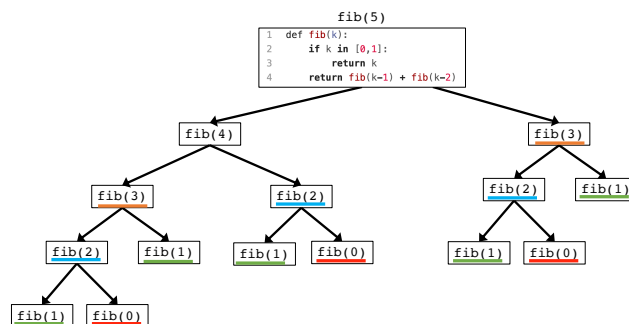 fib(5)
1 def fib(k):
2 if k in [0,1]:
3 return k
4 return fib(k-1) + fib(k-2)
fib(4)
fib(3)
fib(3)
fib(2)
fib(2)
fib(1)
fib(2)
fib(1)
fib(1)
fib(0)
fib(1)
fib(0)
fib(1)
fib(0)